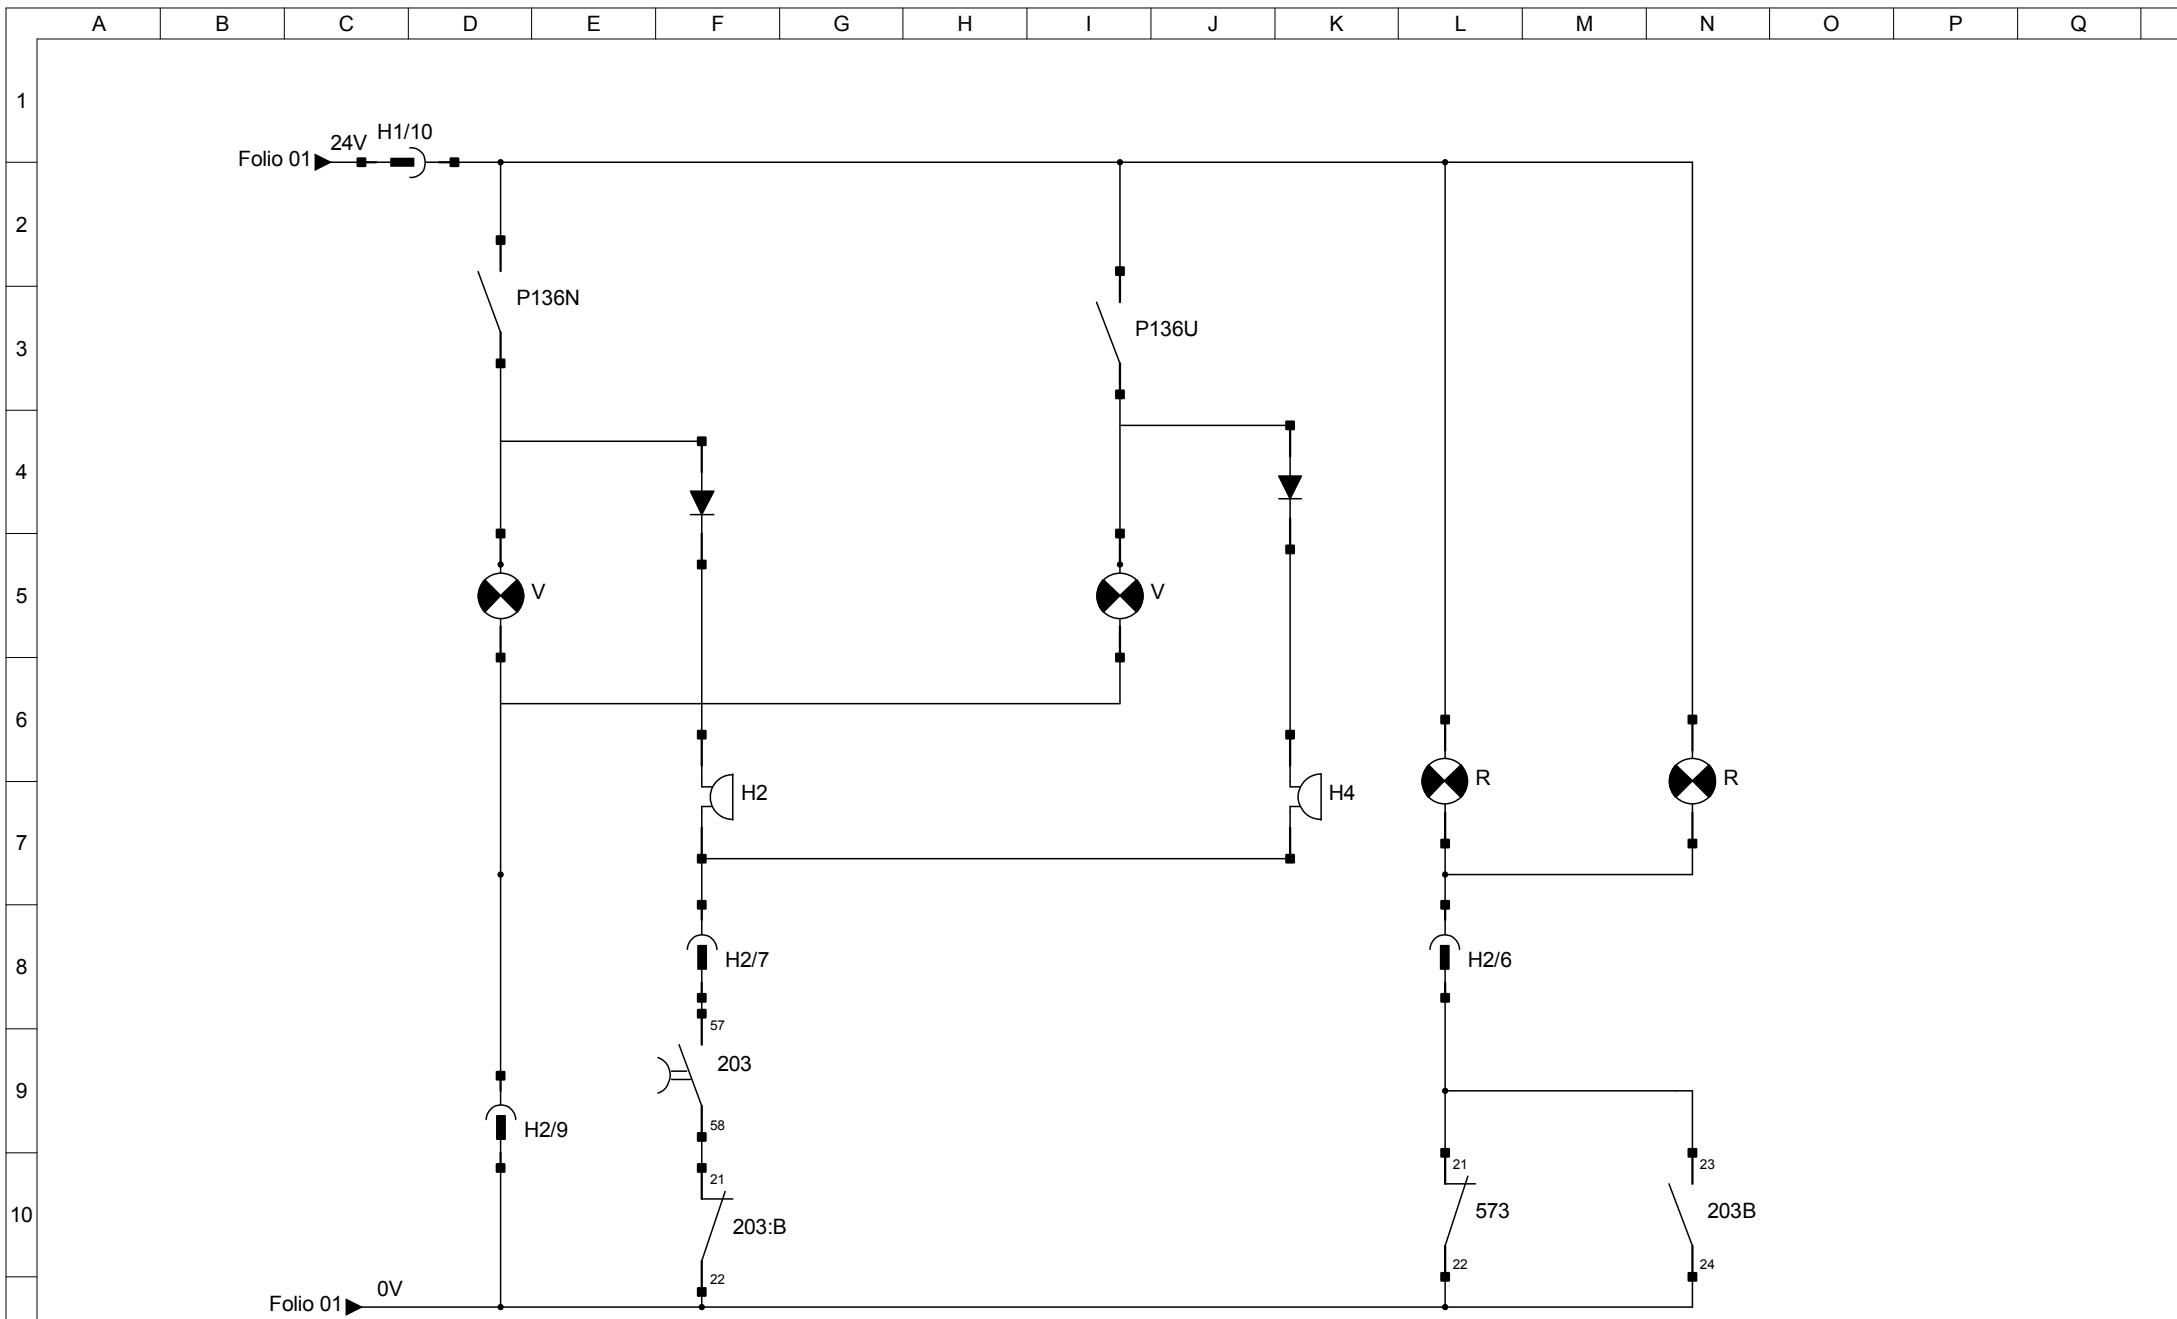 A B C D E F G H I J K L M N O P Q
1
H1/10
24V
Folio 01
2
P136N
P136U
3
4
5
V
V
6
H2
H4
R
R
7
8
H2/7
H2/6
57
203
9
58
H2/9
21
21
23
10
203:B
573
203B
22
22
24
0V
Folio 01